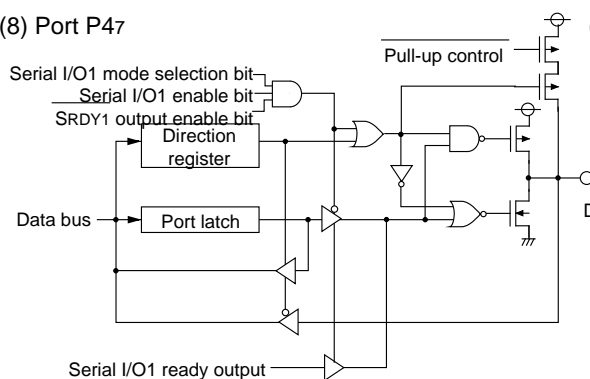 (8) Port P47
Pull-up control
Serial I/O1 mode selection bit
Serial I/O1 enable bit
SRDY1 output enable bit
Direction
register
Data bus
Port latch
Serial I/O1 ready output